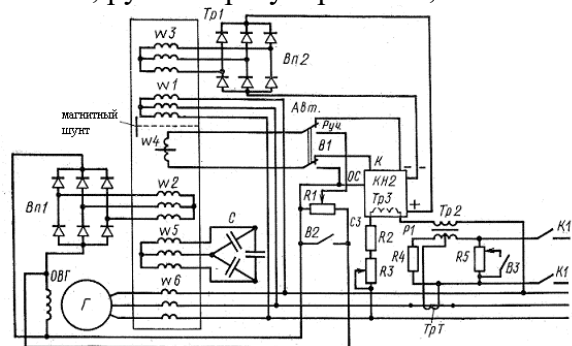 Тр1
w3
Вп2
w1
Авт.
магнитный
шунт
Руч.
w4
В1
К
- -
ОС
КН2
+
Тр3
w2
R1
Вп1
С3
Тр2
В2
R2
Р1
К1
w5
С
R4
R5
В3
ОВГ
R3
К1
w6
Г
ТрТ